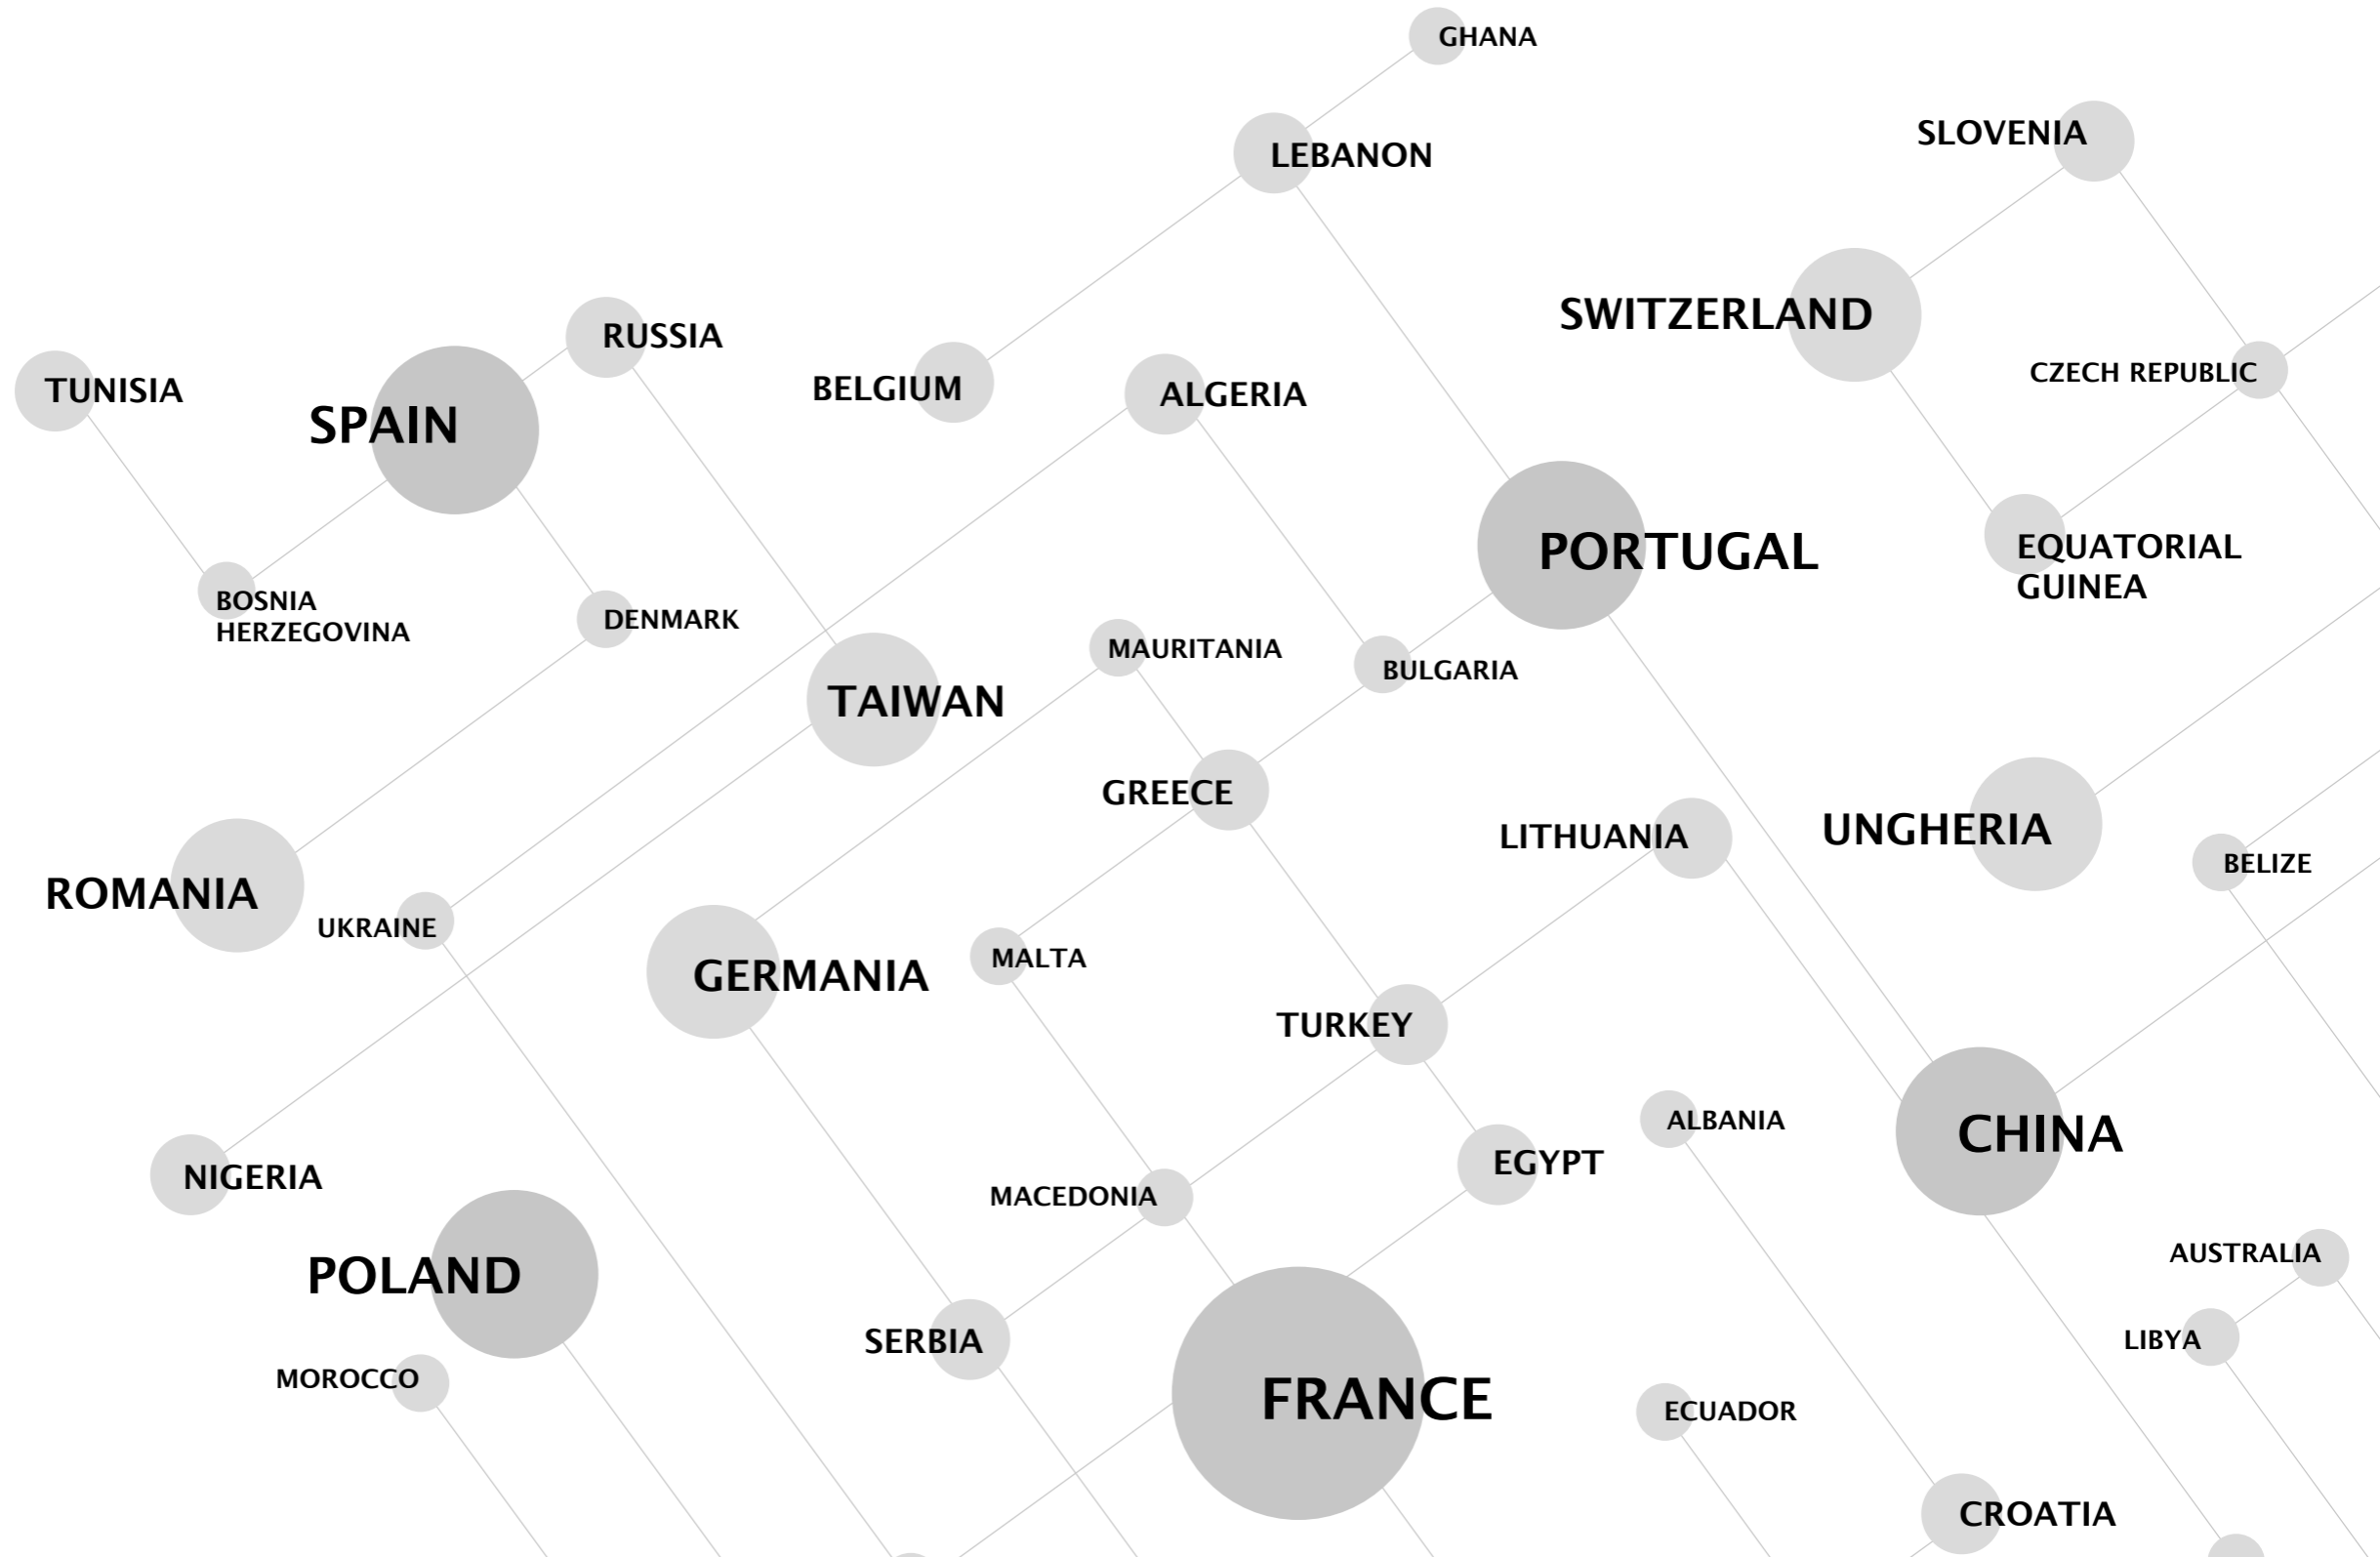 GHANA
SLOVENIA
LEBANON
SWITZERLAND
RUSSIA
CZECH REPUBLIC
TUNISIA
BELGIUM
ALGERIA
SPAIN
PORTUGAL
EQUATORIAL
GUINEA
BOSNIA
HERZEGOVINA
DENMARK
MAURITANIA
BULGARIA
TAIWAN
GREECE
LITHUANIA
UNGHERIA
BELIZE
ROMANIA
UKRAINE
MALTA
GERMANIA
TURKEY
ALBANIA
CHINA
EGYPT
NIGERIA
MACEDONIA
AUSTRALIA
POLAND
LIBYA
SERBIA
MOROCCO
FRANCE
ECUADOR
CROATIA